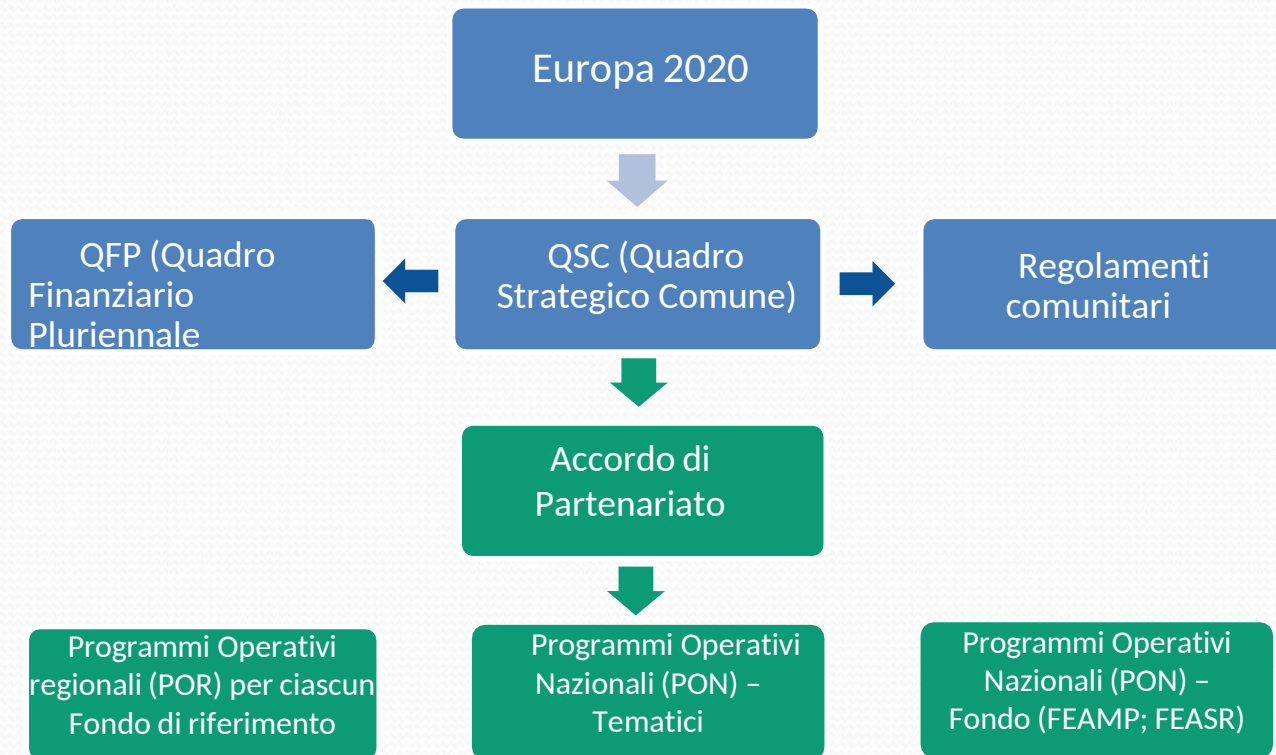 Europa 2020
QFP (Quadro
Finanziario
Pluriennale
QSC (Quadro
Strategico Comune)
Regolamenti
comunitari
Accordo di
Partenariato
Programmi Operativi
regionali (POR) per ciascun
Fondo di riferimento
Programmi Operativi
Nazionali (PON) –
Tematici
Programmi Operativi
Nazionali (PON) –
Fondo (FEAMP; FEASR)